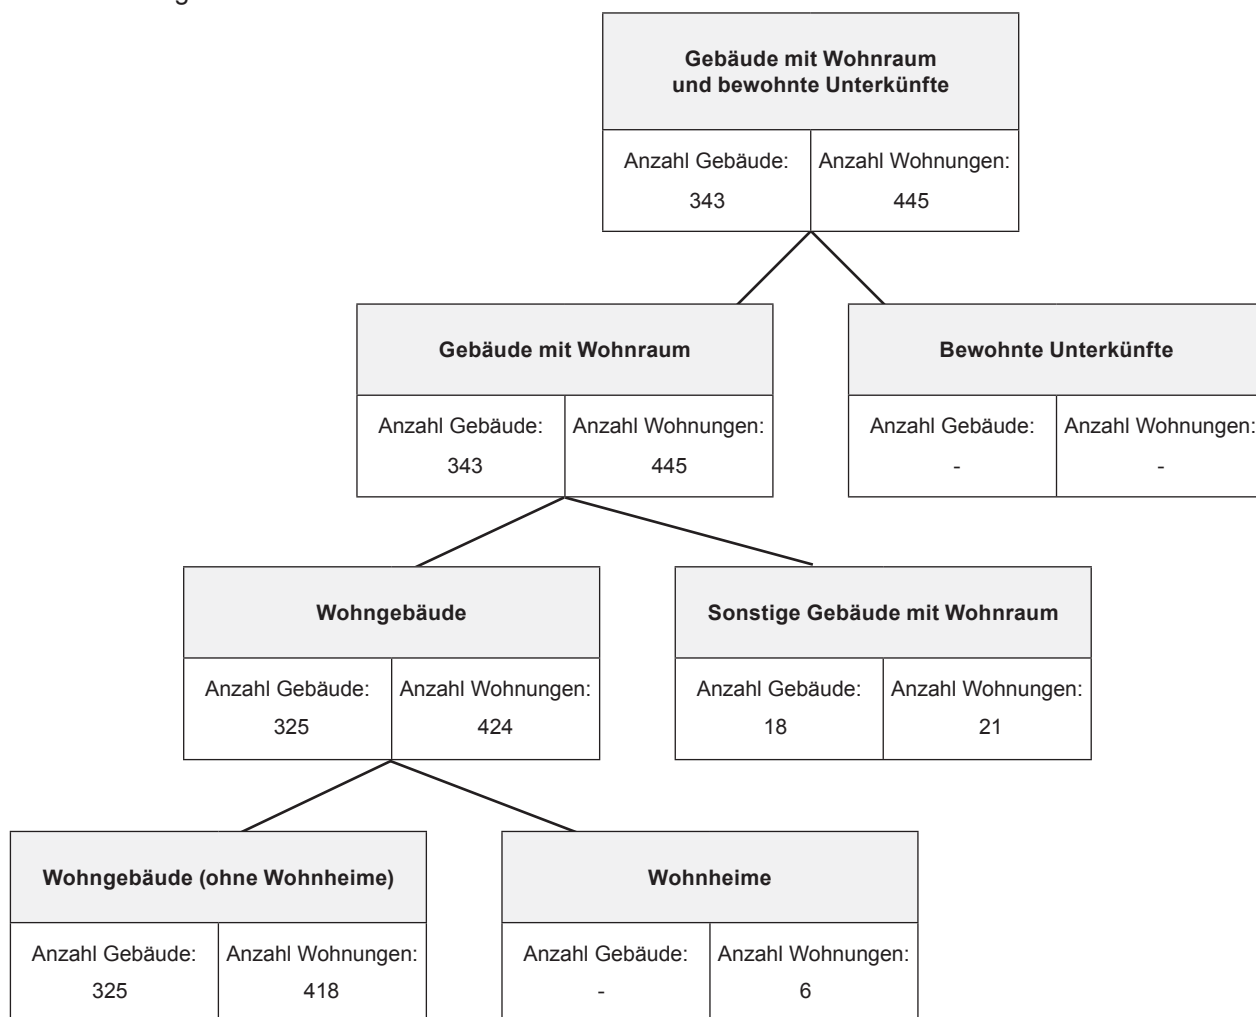 Gebäude mit Wohnraum
und bewohnte Unterkünfte
Anzahl Gebäude: Anzahl Wohnungen:
343 445
Gebäude mit Wohnraum Bewohnte Unterkünfte
Anzahl Gebäude: Anzahl Wohnungen: Anzahl Gebäude: Anzahl Wohnungen:
343 445 - -
Wohngebäude Sonstige Gebäude mit Wohnraum
Anzahl Gebäude: Anzahl Wohnungen: Anzahl Gebäude: Anzahl Wohnungen:
325 424 18 21
Wohngebäude (ohne Wohnheime) Wohnheime
Anzahl Gebäude: Anzahl Wohnungen: Anzahl Gebäude: Anzahl Wohnungen:
325 418 - 6